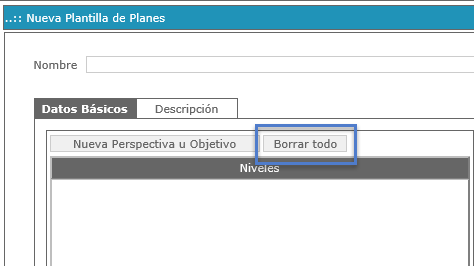 ..:: Nueva Plantilla de Planes
Nombre
Datos Básicos Descripción
Nueva Perspectiva u Objetivo Borrar todo
Niveles